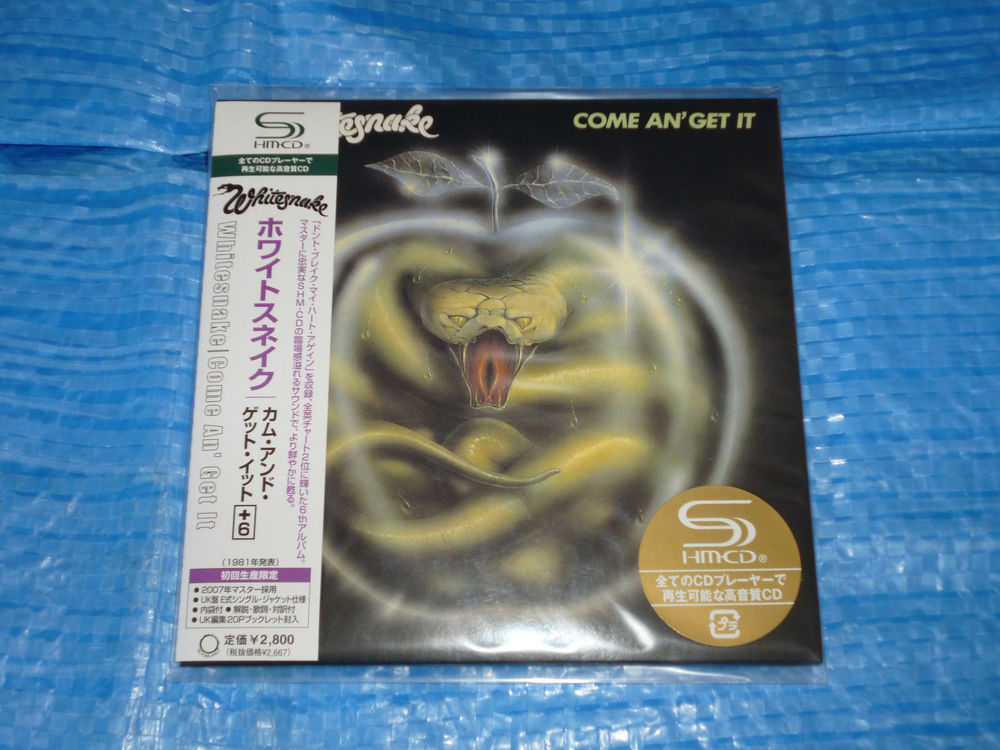 SHM-CD®
全てのCDプレーヤーで
再生可能な高音質CD
Whitesnake
ホワイトスネイク
カム・アンド・
ゲット・イット +6
Whitesnake|Come An' Get It
「ドント・ブレイク・マイ・ハート・アゲイン」を収録、全英チャート2位に輝いた6thアルバム。
マスターに忠実なSHM-CDの臨場感溢れるサウンドで、より鮮やかに甦る。
(1981年発表)
初回生産限定
●2007年マスター採用
●UK盤 E式シングル・ジャケット仕様
●内袋付 ●解説・歌詞・対訳付
●UK編集20Pブックレット封入
定価¥2,800
(税抜価格¥2,667)
esnake
COME AN' GET IT
SHM-CD®
全てのCDプレーヤーで
再生可能な高音質CD
プラ